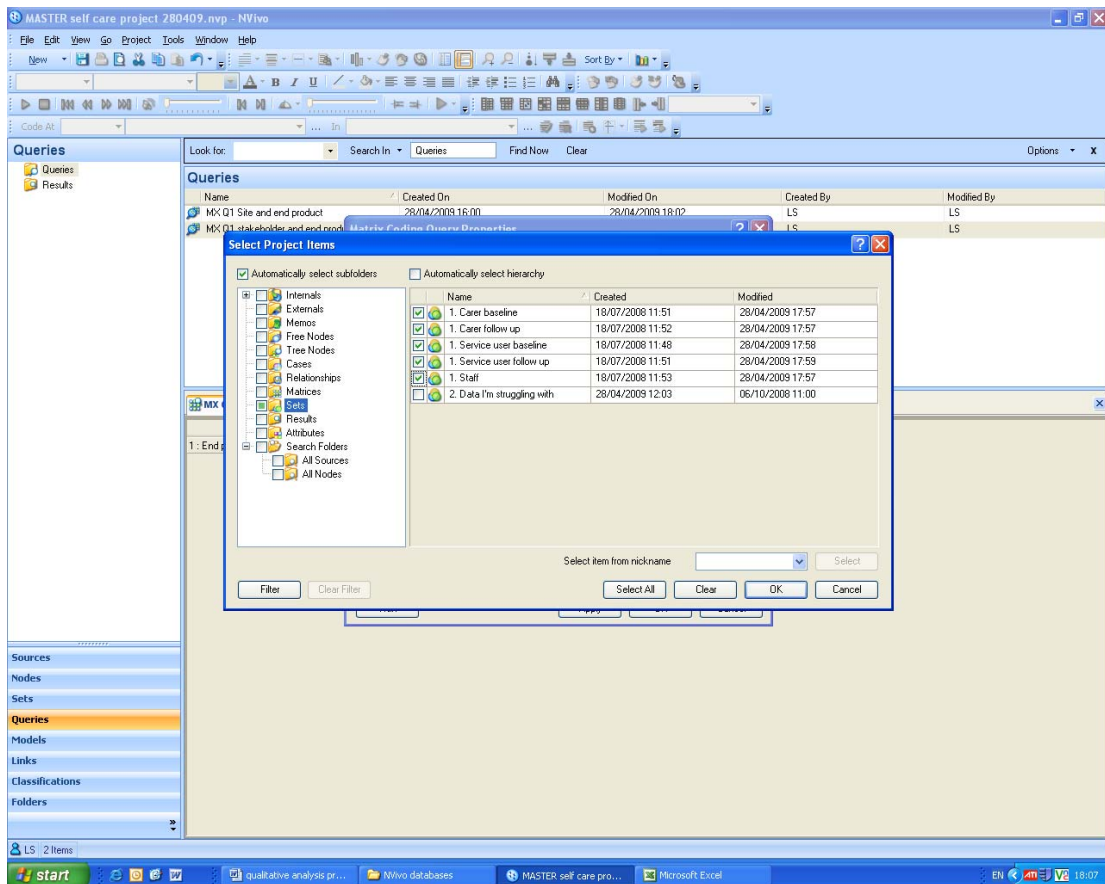 MASTER self care project 280409.nvp - NVivo
File Edit View Go Project Tools Window Help
New Sort By
A B I U
Code At In
Queries
Queries
Results
Look for: Search In Queries Find Now Clear Options x
Queries
Name Created On Modified On Created By Modified By
MX Q1 Site and end product 28/04/2009 16:00 28/04/2009 18:02 LS LS
MX Q1 stakeholder and end prod LS LS
Matrix Coding Query Properties
Select Project Items
Automatically select subfolders Automatically select hierarchy
Internals
Externals
Memos
Free Nodes
Tree Nodes
Cases
Relationships
Matrices
Sets
Results
Attributes
Search Folders
All Sources
All Nodes
Name Created Modified
1. Carer baseline 18/07/2008 11:51 28/04/2009 17:57
1. Carer follow up 18/07/2008 11:52 28/04/2009 17:57
1. Service user baseline 18/07/2008 11:48 28/04/2009 17:58
1. Service user follow up 18/07/2008 11:51 28/04/2009 17:59
1. Staff 18/07/2008 11:53 28/04/2009 17:57
2. Data I'm struggling with 28/04/2009 12:03 06/10/2008 11:00
Select item from nickname Select
Filter Clear Filter Select All Clear OK Cancel
MX
1 : End
Sources
Nodes
Sets
Queries
Models
Links
Classifications
Folders
LS 2 Items
start qualitative analysis pr... NVivo databases MASTER self care pro... Microsoft Excel EN ATI 18:07